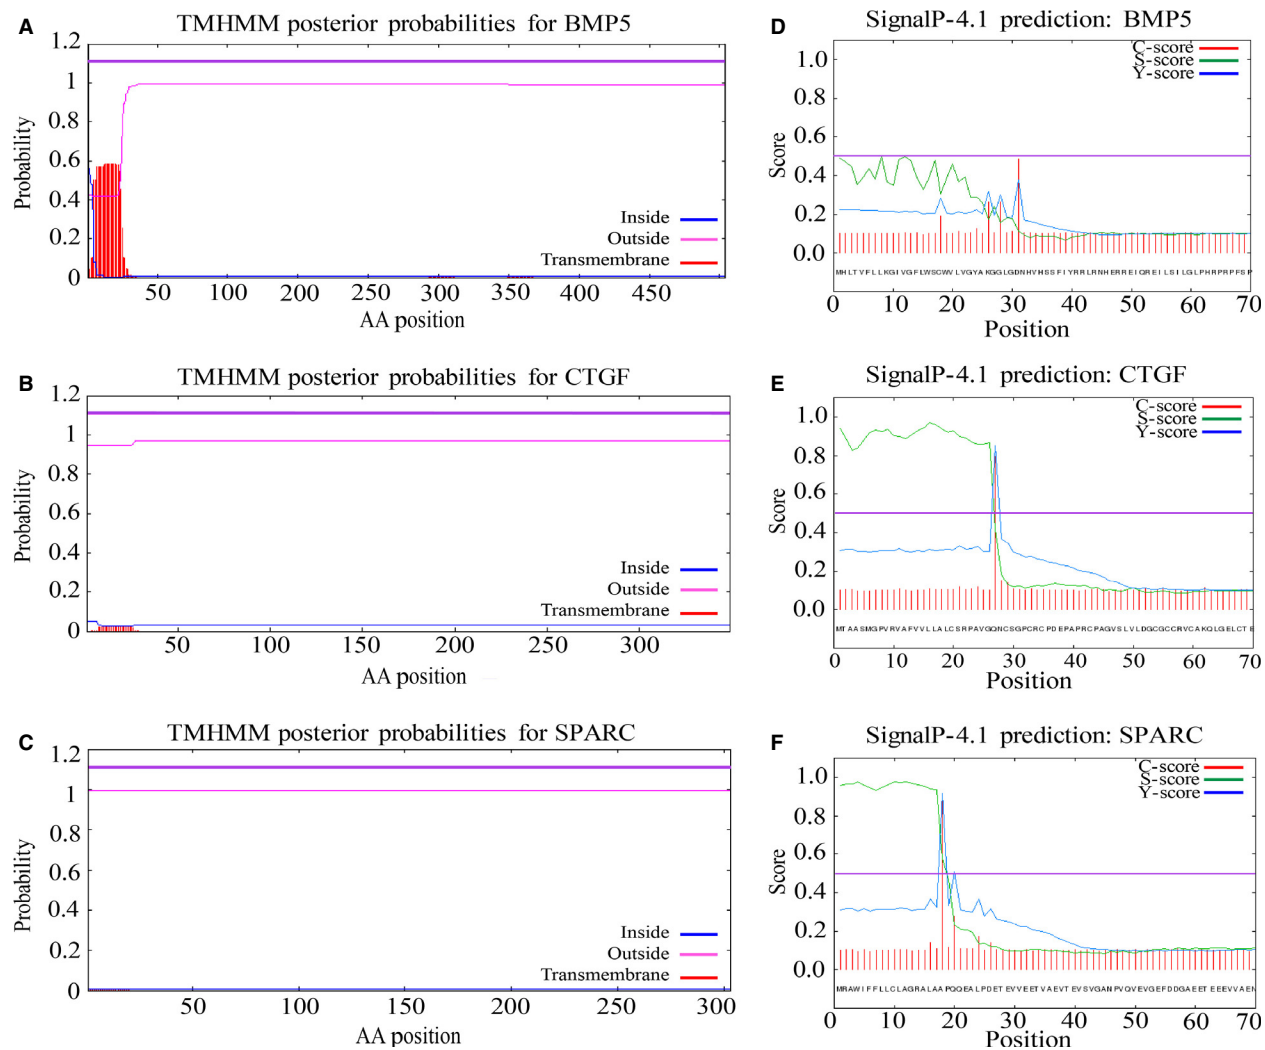 A
TMHMM posterior probabilities for BMP5
1.2
1
0.8
0.6
0.4
0.2
0
Probability
Inside
Outside
Transmembrane
50 100 150 200 250 300 350 400 450
AA position
D
SignalP-4.1 prediction: BMP5
C-score
S-score
Y-score
1.0
0.8
0.6
0.4
0.2
0.0
Score
MHLTVFLLKGIVGFLWSCWVLVGYAKGGLGDNHVHSSFIYRRLRNHERREIQREILSILGLPHRPRPFSP
0 10 20 30 40 50 60 70
Position
B
TMHMM posterior probabilities for CTGF
1.2
1
0.8
0.6
0.4
0.2
0
Probability
Inside
Outside
Transmembrane
50 100 150 200 250 300
AA position
E
SignalP-4.1 prediction: CTGF
C-score
S-score
Y-score
1.0
0.8
0.6
0.4
0.2
0.0
Score
MTAASMGPVRVAFVVLLALCSRPAVGQNCSGPCRCPDEPAPRCPAGVSLVLDGCGCCRVCAKQLGELCTE
0 10 20 30 40 50 60 70
Position
C
TMHMM posterior probabilities for SPARC
1.2
1
0.8
0.6
0.4
0.2
0
Probability
Inside
Outside
Transmembrane
50 100 150 200 250 300
AA position
F
SignalP-4.1 prediction: SPARC
C-score
S-score
Y-score
1.0
0.8
0.6
0.4
0.2
0.0
Score
MRAWIFFLLCLAGRALAAPQQEALPDETEVVEETVAEVTEVSVGANPVQVEVGEFDDGAEETEEEVVAEN
0 10 20 30 40 50 60 70
Position